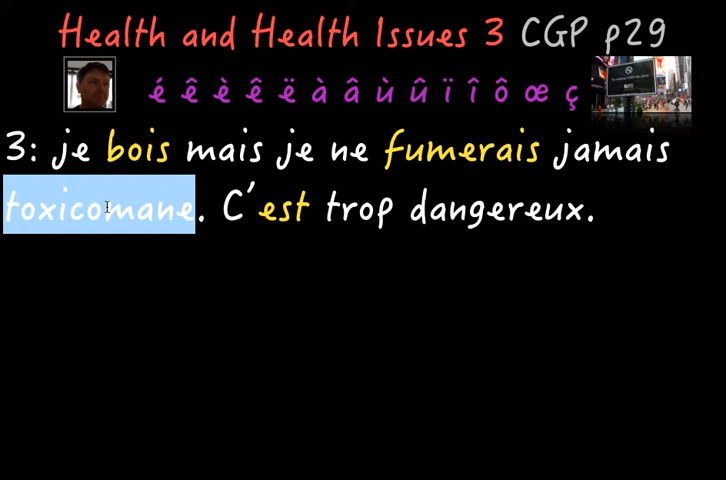 Health and Health Issues 3 CGP p29
é ê è ê ë à â ù û ï î ô œ ç
3: je bois mais je ne fumerais jamais
toxicomane. C'est trop dangereux.